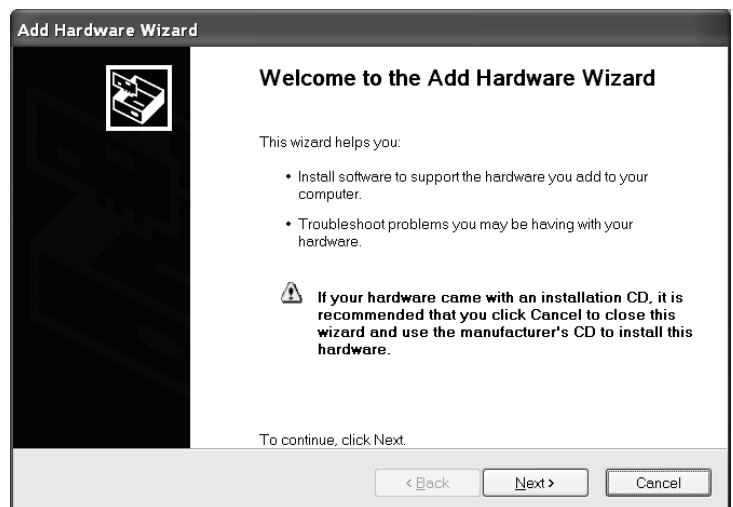 Add Hardware Wizard
Welcome to the Add Hardware Wizard
This wizard helps you:
• Install software to support the hardware you add to your
computer.
• Troubleshoot problems you may be having with your
hardware.
If your hardware came with an installation CD, it is
recommended that you click Cancel to close this
wizard and use the manufacturer's CD to install this
hardware.
To continue, click Next.
< Back Next > Cancel